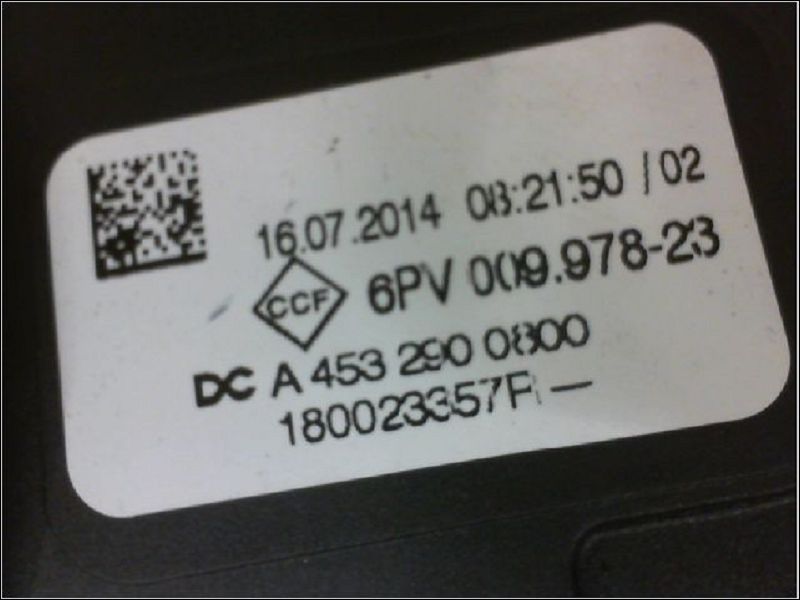 16.07.2014 08:21:50 /02
CCF 6PV 009.978-23
DC A 453 290 0800
180023357R —